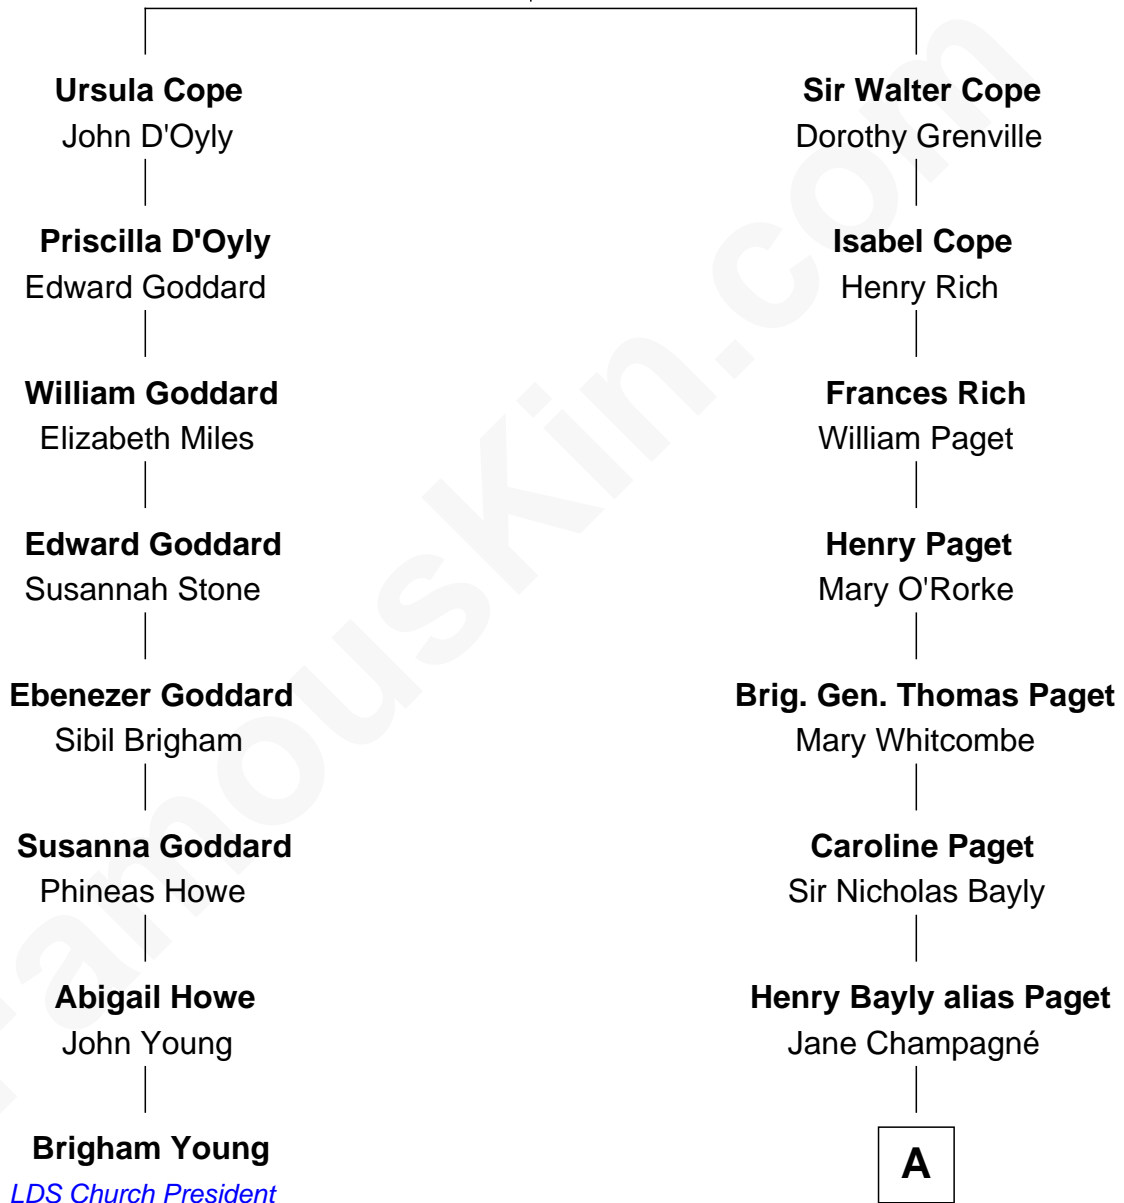 Ursula Cope
John D'Oyly
Priscilla D'Oyly
Edward Goddard
William Goddard
Elizabeth Miles
Edward Goddard
Susannah Stone
Ebenezer Goddard
Sibil Brigham
Susanna Goddard
Phineas Howe
Abigail Howe
John Young
Brigham Young
LDS Church President
Sir Walter Cope
Dorothy Grenville
Isabel Cope
Henry Rich
Frances Rich
William Paget
Henry Paget
Mary O'Rorke
Brig. Gen. Thomas Paget
Mary Whitcombe
Caroline Paget
Sir Nicholas Bayly
Henry Bayly alias Paget
Jane Champagné
A
FamousKin.com